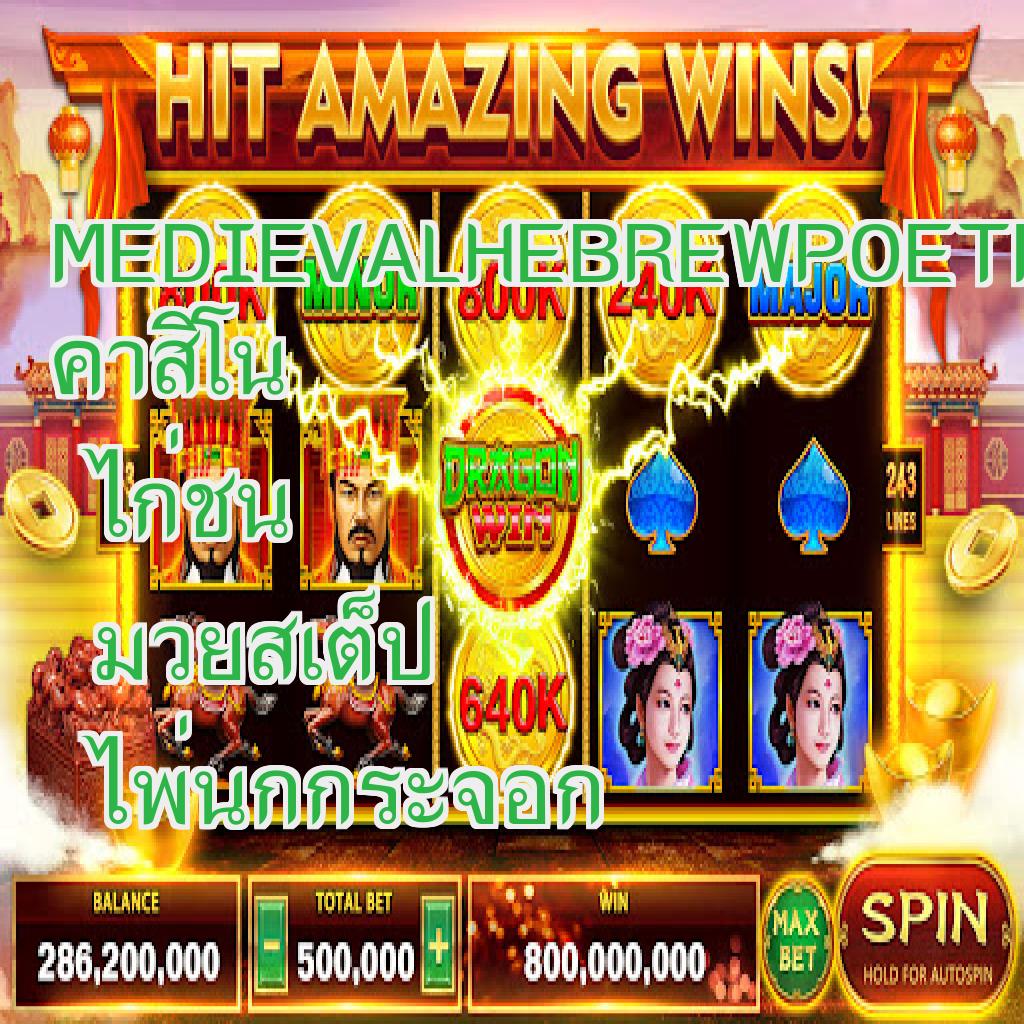 HIT AMAZING WINS!
MEDIEVALHEBREWPOET
MINOR 800K 240K MAJOR
คาสิโน
ไก่ชน
DRAGON
WIN
243
LINES
มวยสเต็ป
640K
ไพ่นกกระจอก
BALANCE TOTAL BET WIN
286,200,000 - 500,000 + 800,000,000
MAX
BET
SPIN
HOLD FOR AUTOSPIN